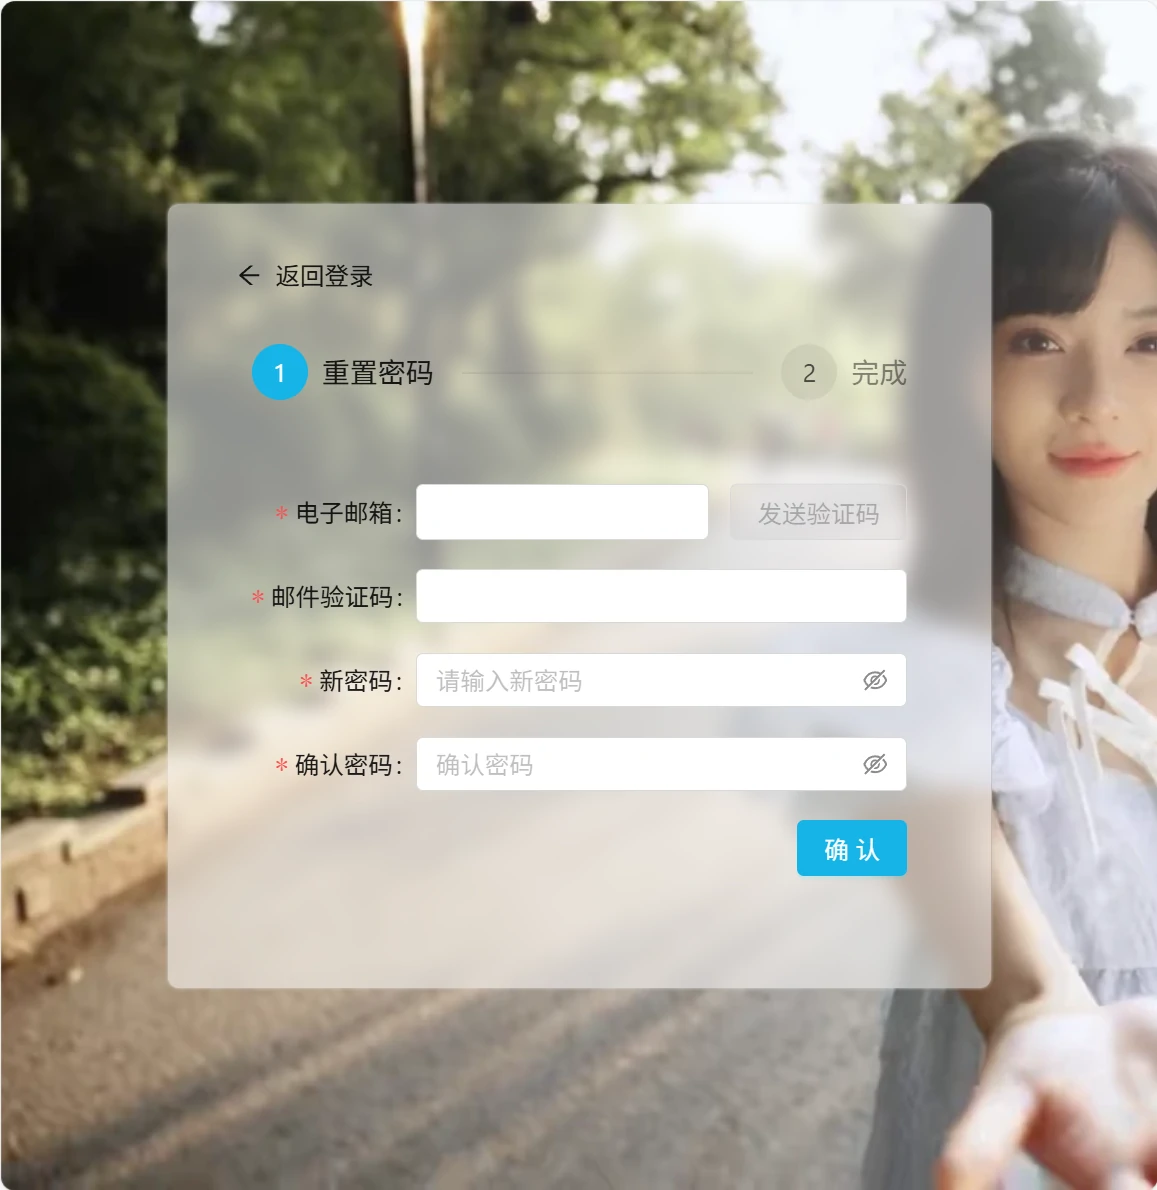 ← 返回登录
1 重置密码 2 完成
* 电子邮箱: 发送验证码
* 邮件验证码:
* 新密码: 请输入新密码
* 确认密码: 确认密码
确 认